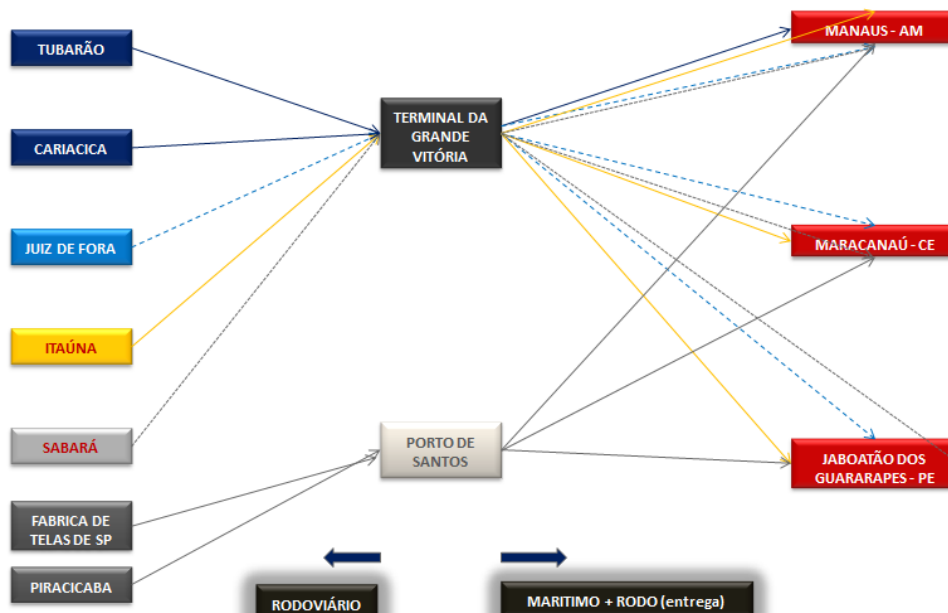 TUBARÃO
CARIACICA
JUIZ DE FORA
ITAÚNA
SABARÁ
FABRICA DE
TELAS DE SP
PIRACICABA
TERMINAL DA
GRANDE
VITÓRIA
PORTO DE
SANTOS
MANAUS - AM
MARACANAÚ - CE
JABOATÃO DOS
GUARARAPES - PE
RODOVIÁRIO
MARITIMO + RODO (entrega)